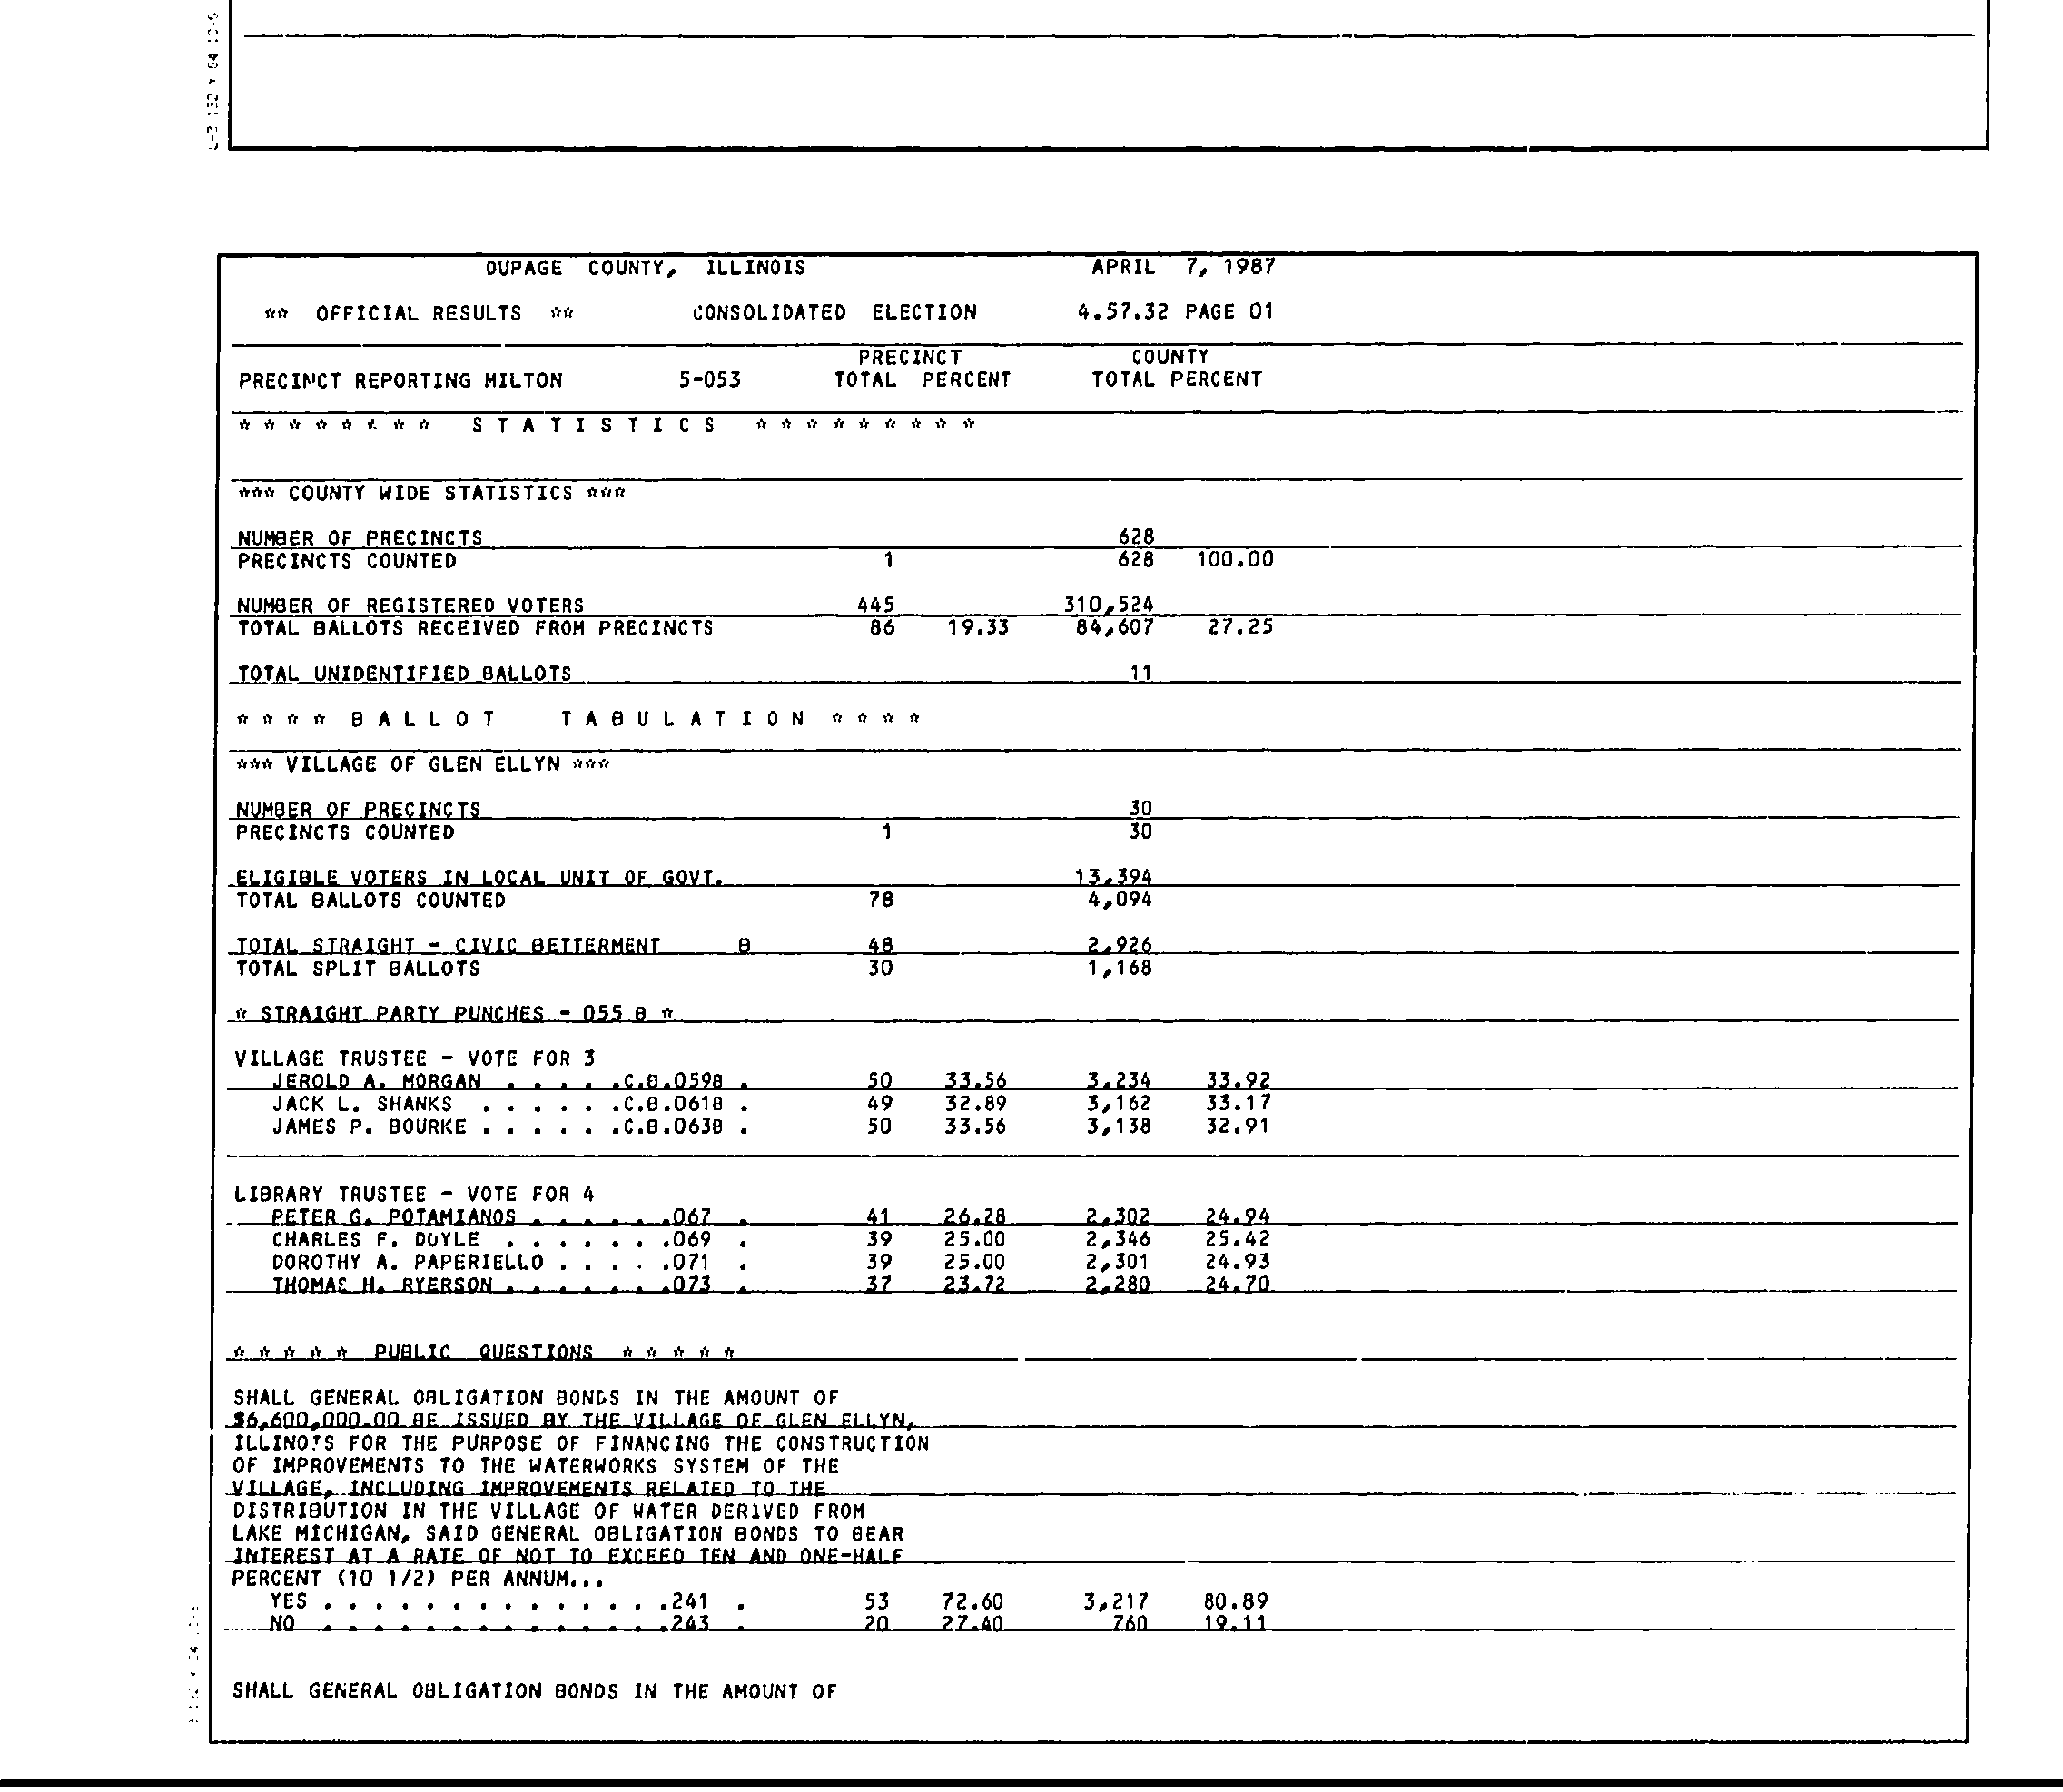 DUPAGE COUNTY, ILLINOIS APRIL 7, 1987
** OFFICIAL RESULTS ** CONSOLIDATED ELECTION 4.57.32 PAGE 01
PRECINCT COUNTY
PRECINCT REPORTING MILTON 5-053 TOTAL PERCENT TOTAL PERCENT
* * * * * * * * S T A T I S T I C S * * * * * * * * *
*** COUNTY WIDE STATISTICS ***
NUMBER OF PRECINCTS 628
PRECINCTS COUNTED 1 628 100.00
NUMBER OF REGISTERED VOTERS 445 310,524
TOTAL BALLOTS RECEIVED FROM PRECINCTS 86 19.33 84,607 27.25
TOTAL UNIDENTIFIED BALLOTS 11
* * * * B A L L O T T A B U L A T I O N * * * *
*** VILLAGE OF GLEN ELLYN ***
NUMBER OF PRECINCTS 30
PRECINCTS COUNTED 1 30
ELIGIBLE VOTERS IN LOCAL UNIT OF GOVT. 13,394
TOTAL BALLOTS COUNTED 78 4,094
TOTAL STRAIGHT - CIVIC BETTERMENT B 48 2,926
TOTAL SPLIT BALLOTS 30 1,168
* STRAIGHT PARTY PUNCHES - 055 B *
VILLAGE TRUSTEE - VOTE FOR 3
JEROLD A. MORGAN . . . . .C.B.059B . 50 33.56 3,234 33.92
JACK L. SHANKS . . . . . .C.B.061B . 49 32.89 3,162 33.17
JAMES P. BOURKE . . . . . .C.B.063B . 50 33.56 3,138 32.91
LIBRARY TRUSTEE - VOTE FOR 4
PETER G. POTAMIANOS . . . . . .067 . 41 26.28 2,302 24.94
CHARLES F. DOYLE . . . . . . .069 . 39 25.00 2,346 25.42
DOROTHY A. PAPERIELLO . . . . .071 . 39 25.00 2,301 24.93
THOMAS H. RYERSON . . . . . . .073 . 37 23.72 2,280 24.70
* * * * * PUBLIC QUESTIONS * * * * *
SHALL GENERAL OBLIGATION BONDS IN THE AMOUNT OF
$6,600,000.00 BE ISSUED BY THE VILLAGE OF GLEN ELLYN,
ILLINOIS FOR THE PURPOSE OF FINANCING THE CONSTRUCTION
OF IMPROVEMENTS TO THE WATERWORKS SYSTEM OF THE
VILLAGE, INCLUDING IMPROVEMENTS RELATED TO THE
DISTRIBUTION IN THE VILLAGE OF WATER DERIVED FROM
LAKE MICHIGAN, SAID GENERAL OBLIGATION BONDS TO BEAR
INTEREST AT A RATE OF NOT TO EXCEED TEN AND ONE-HALF
PERCENT (10 1/2) PER ANNUM...
YES . . . . . . . . . . . . . .241 . 53 72.60 3,217 80.89
NO . . . . . . . . . . . . . .243 . 20 27.40 760 19.11
SHALL GENERAL OBLIGATION BONDS IN THE AMOUNT OF